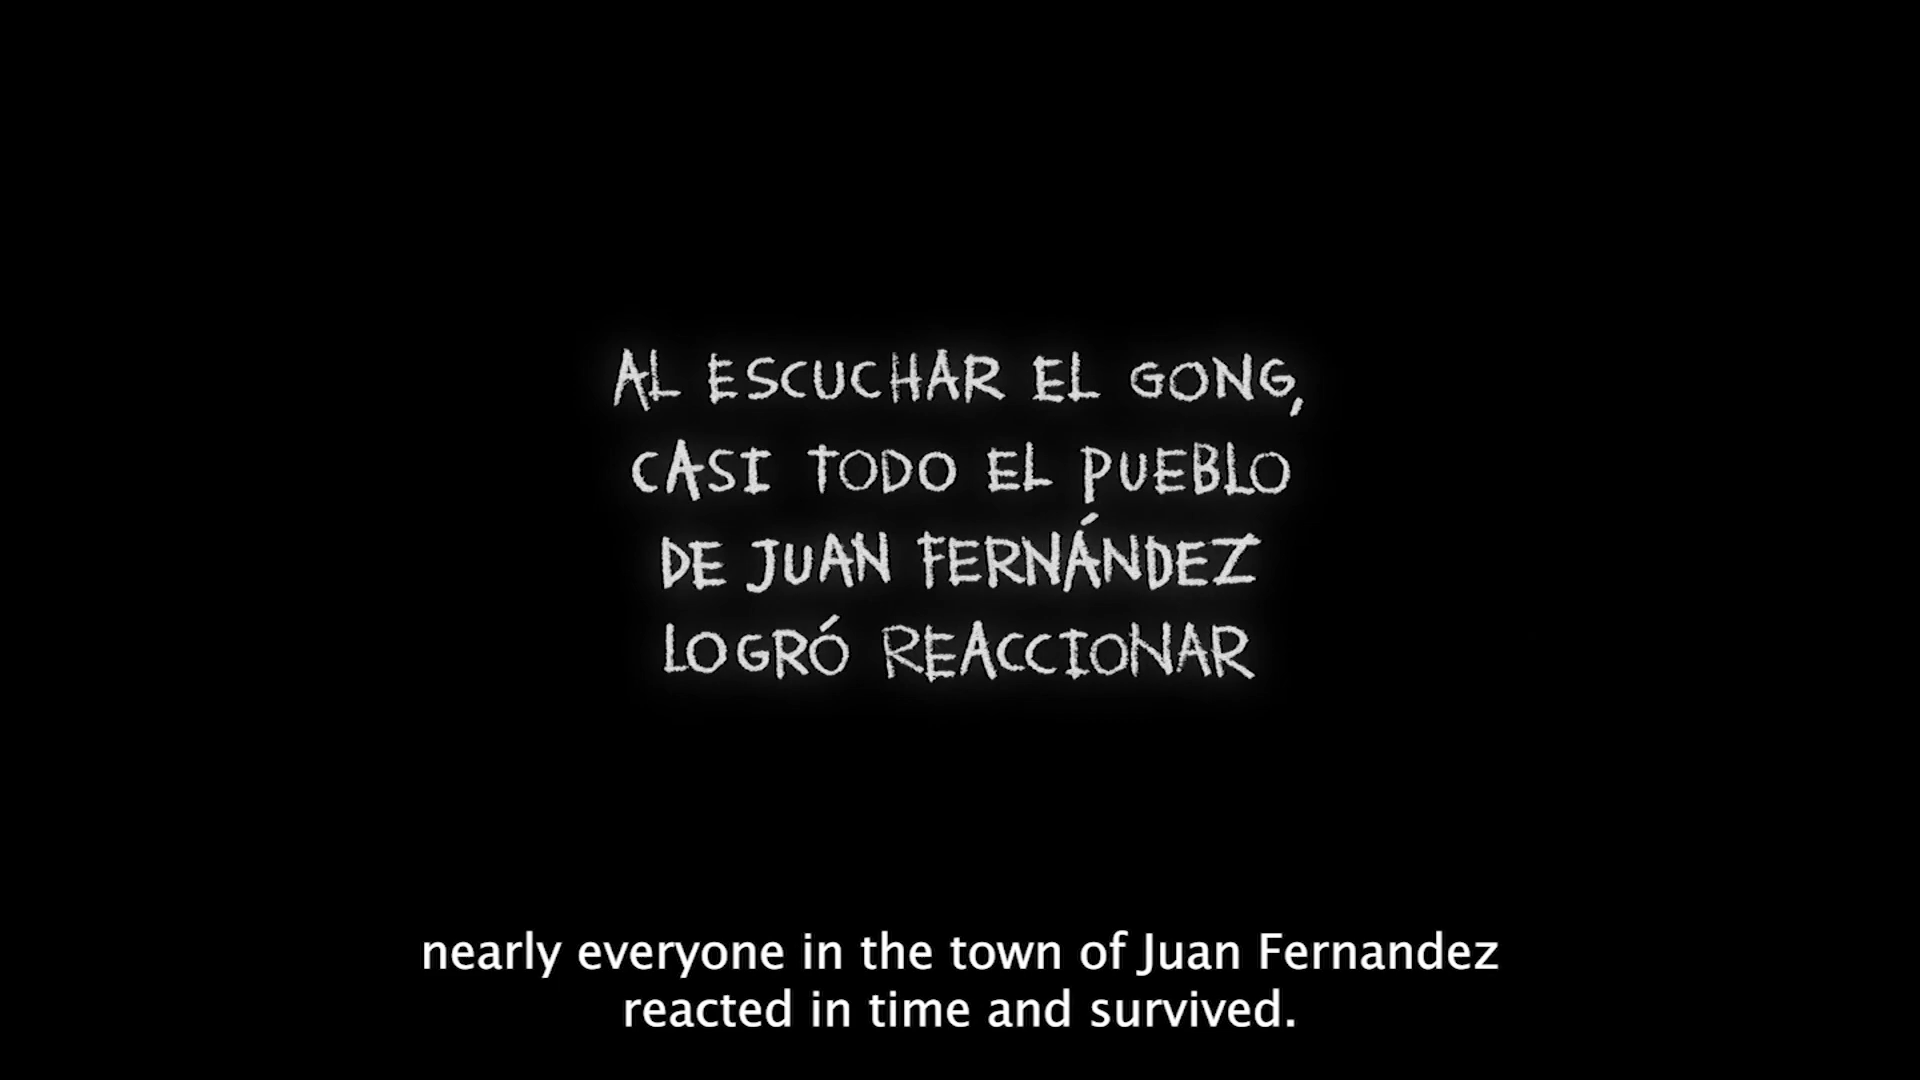 AL ESCUCHAR EL GONG,
CASI TODO EL PUEBLO
DE JUAN FERNÁNDEZ
LOGRÓ REACCIONAR
nearly everyone in the town of Juan Fernandez
reacted in time and survived.